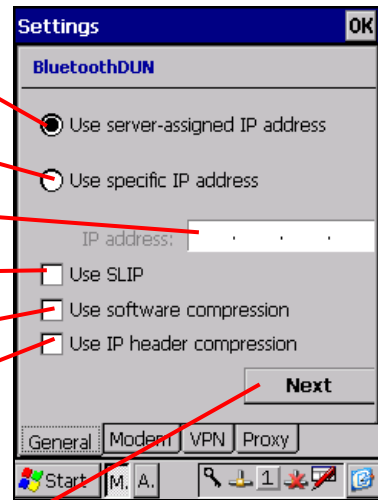 Settings OK
BluetoothDUN
Use server-assigned IP address
Use specific IP address
IP address: . . .
Use SLIP
Use software compression
Use IP header compression
Next
General Modem VPN Proxy
Start M. A. 1